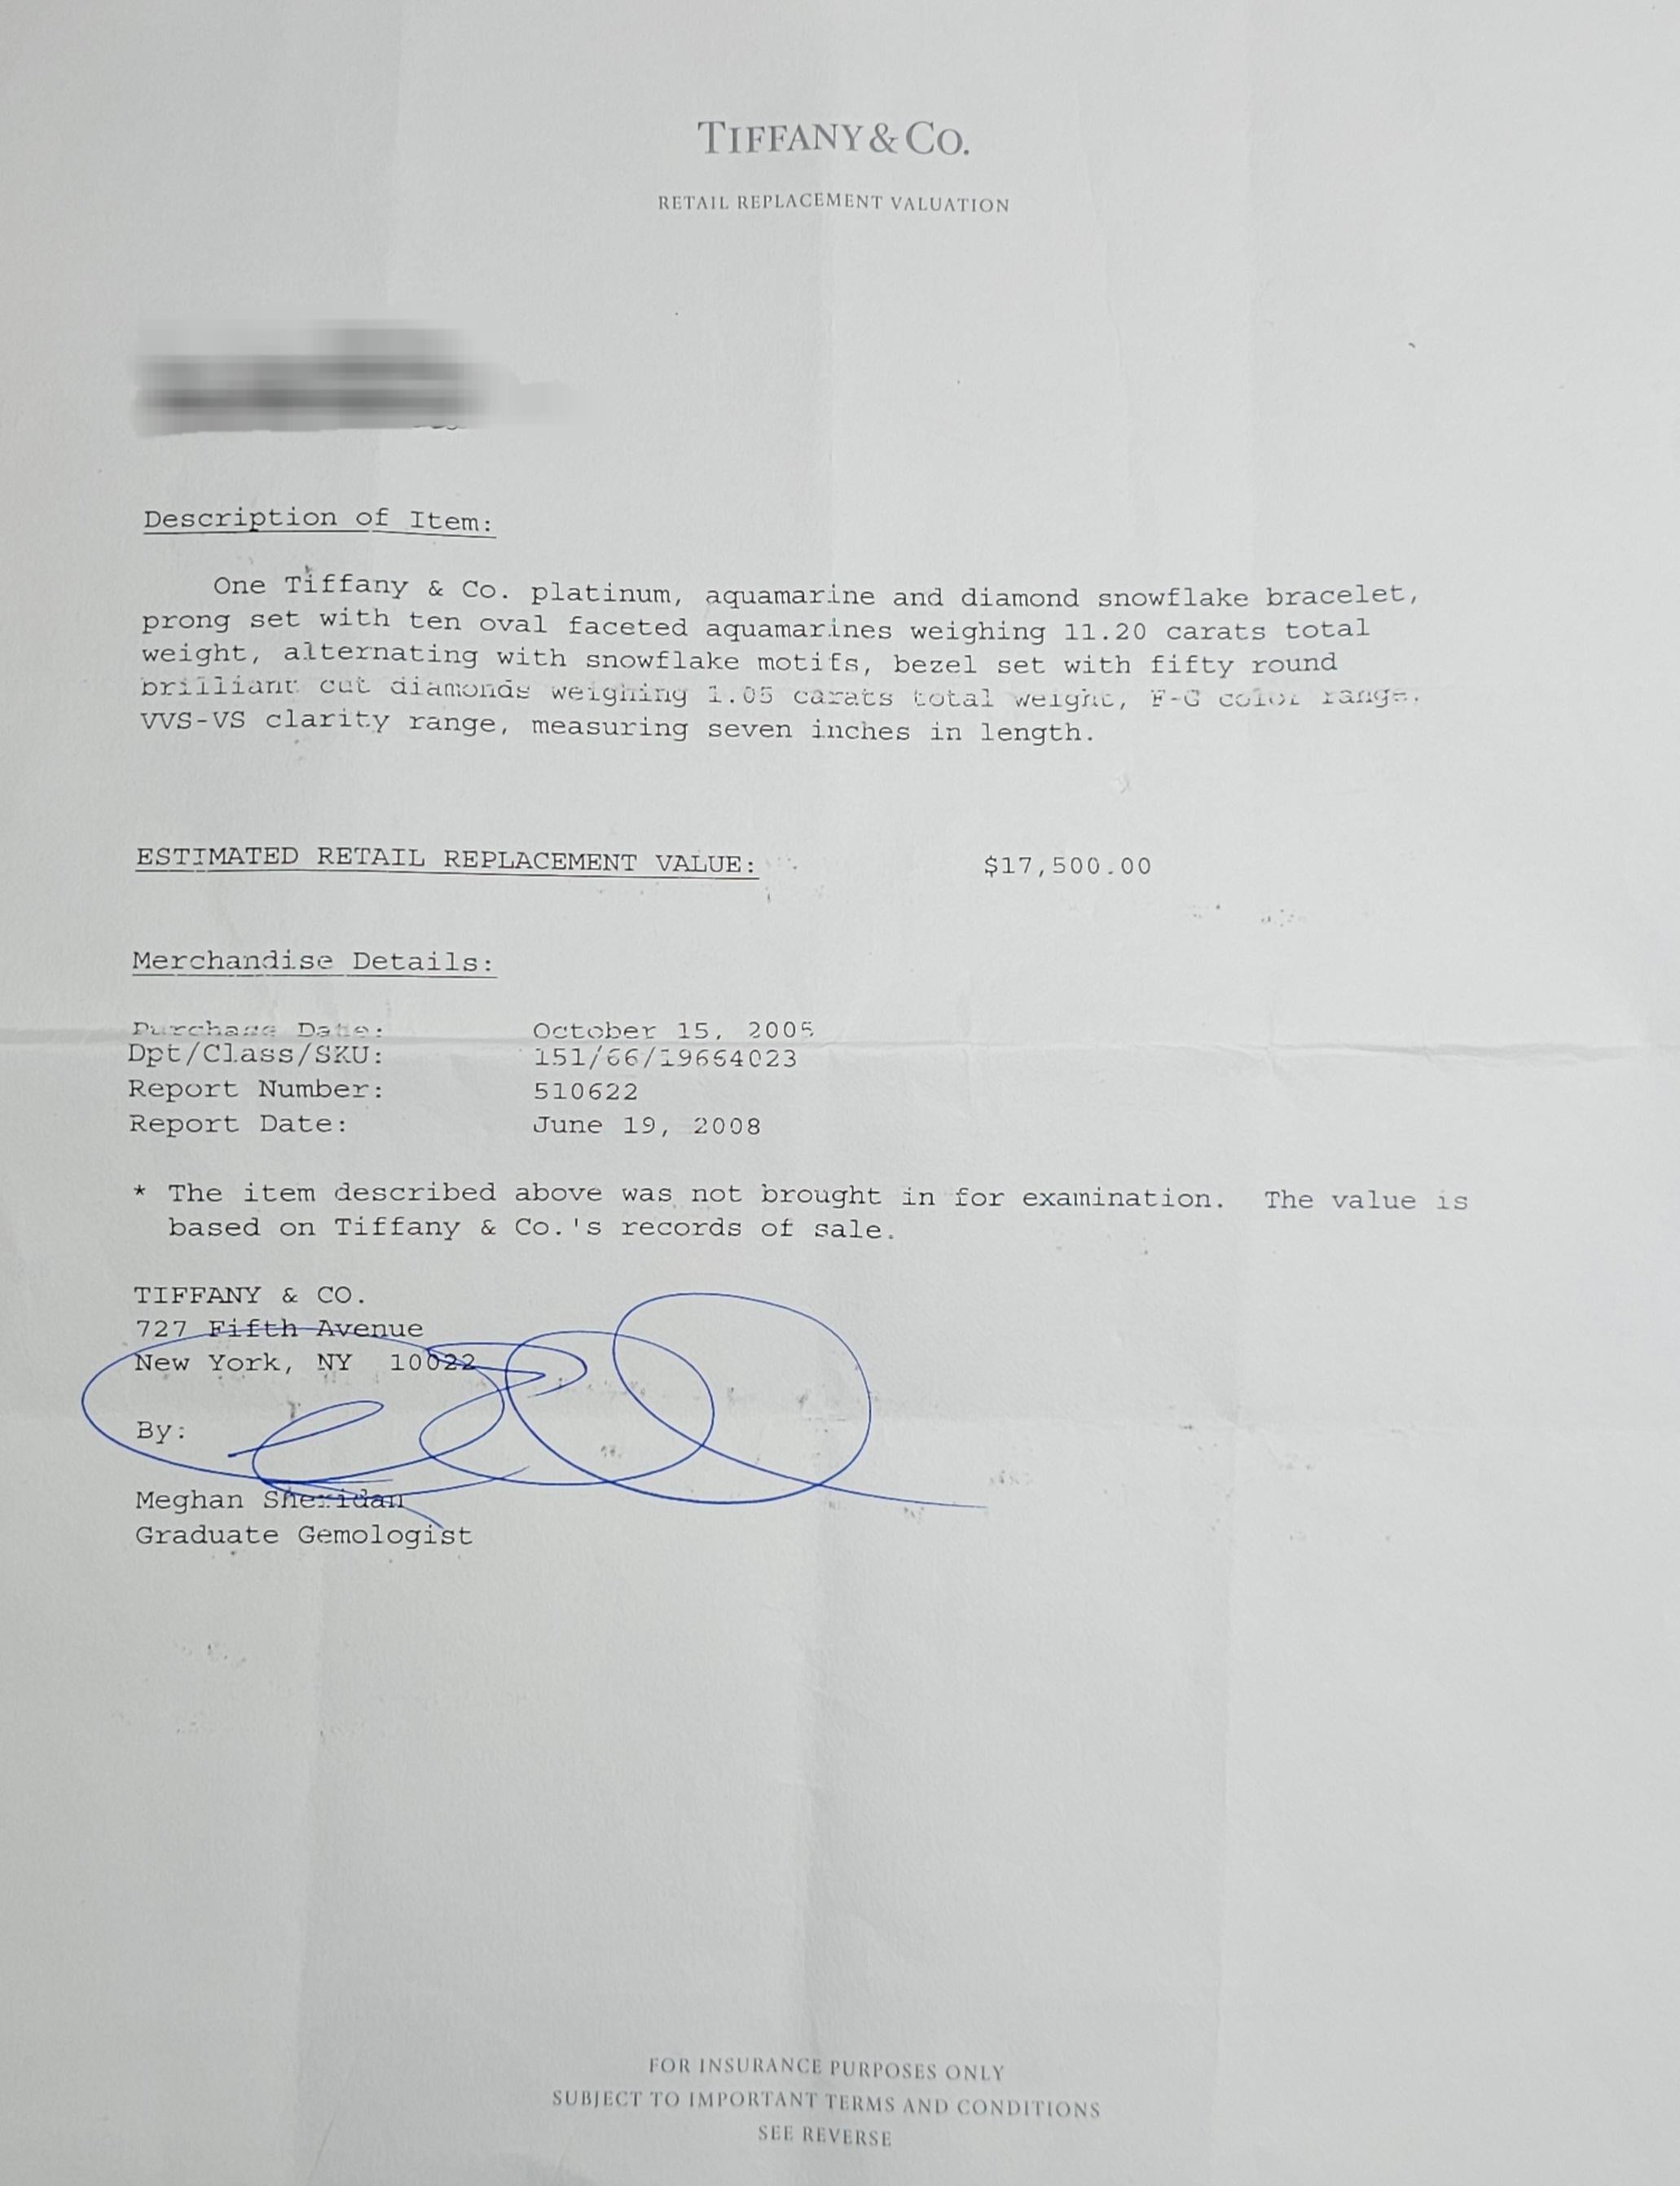 TIFFANY & CO.
RETAIL REPLACEMENT VALUATION
Description of Item:
One Tiffany & Co. platinum, aquamarine and diamond snowflake bracelet,
prong set with ten oval faceted aquamarines weighing 11.20 carats total
weight, alternating with snowflake motifs, bezel set with fifty round
brilliant cut diamonds weighing 1.05 carats total weight, F-G color range,
VVS-VS clarity range, measuring seven inches in length.
ESTIMATED RETAIL REPLACEMENT VALUE: $17,500.00
Merchandise Details:
Purchase Date: October 15, 2005
Dpt/Class/SKU: 151/66/19664023
Report Number: 510622
Report Date: June 19, 2008
* The item described above was not brought in for examination. The value is
based on Tiffany & Co.'s records of sale.
TIFFANY & CO.
727 Fifth Avenue
New York, NY 10022
By:
Meghan Sheridan
Graduate Gemologist
FOR INSURANCE PURPOSES ONLY
SUBJECT TO IMPORTANT TERMS AND CONDITIONS
SEE REVERSE